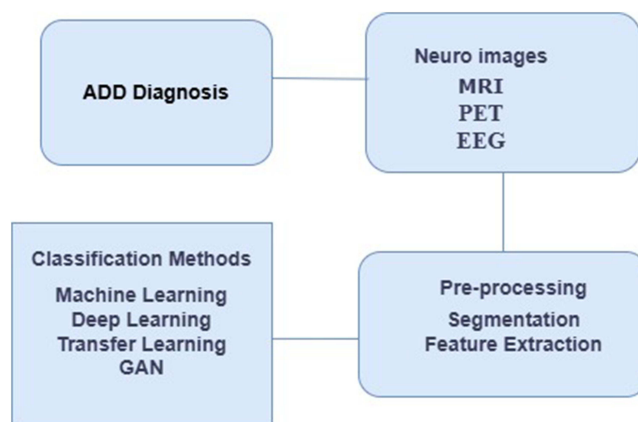 ADD Diagnosis
Neuro images
MRI
PET
EEG
Pre-processing
Segmentation
Feature Extraction
Classification Methods
Machine Learning
Deep Learning
Transfer Learning
GAN